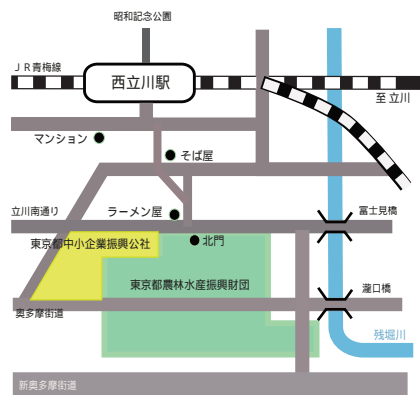 昭和記念公園
JR青梅線
西立川駅
至 立川
マンション
そば屋
立川南通り
ラーメン屋
富士見橋
東京都中小企業振興公社
北門
東京都農林水産振興財団
瀧口橋
奥多摩街道
残堀川
新奥多摩街道